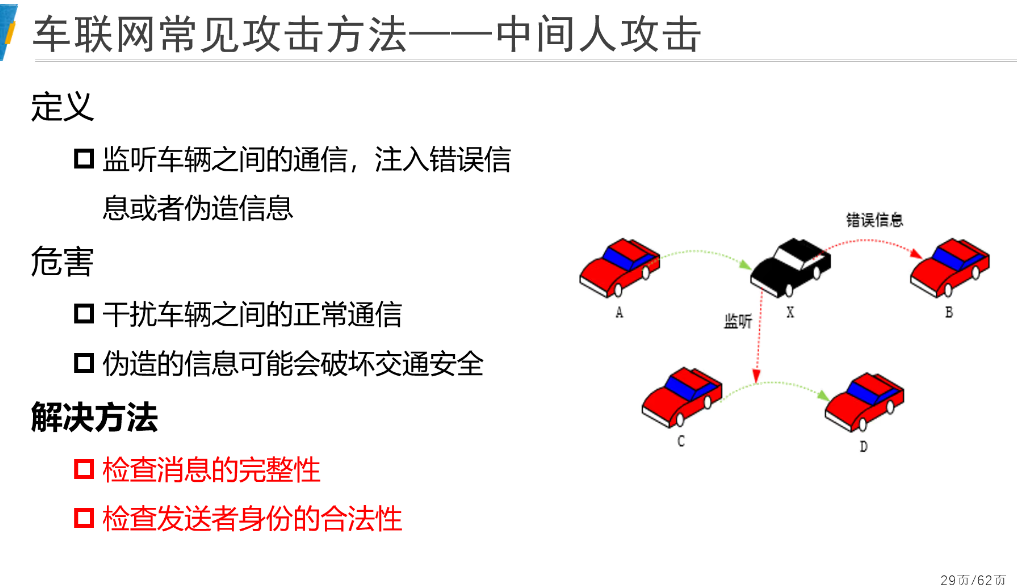 车联网常见攻击方法——中间人攻击
定义
监听车辆之间的通信，注入错误信
息或者伪造信息
危害
干扰车辆之间的正常通信
伪造的信息可能会破坏交通安全
解决方法
检查消息的完整性
检查发送者身份的合法性
错误信息
A
X
B
监听
C
D
29页/62页